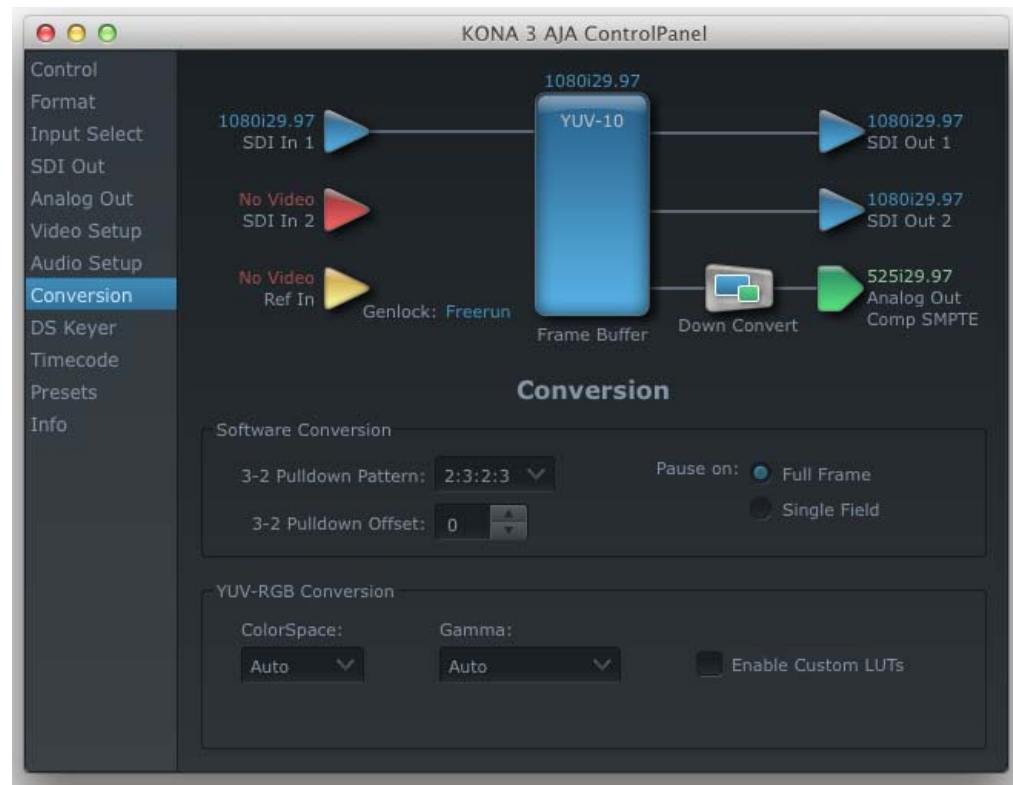 KONA 3 AJA ControlPanel
Control
Format
Input Select
SDI Out
Analog Out
Video Setup
Audio Setup
Conversion
DS Keyer
Timecode
Presets
Info
1080i29.97
YUV-10
Frame Buffer
1080i29.97
SDI In 1
No Video
SDI In 2
No Video
Ref In
Genlock: Freerun
1080i29.97
SDI Out 1
1080i29.97
SDI Out 2
Down Convert
525i29.97
Analog Out
Comp SMPTE
Conversion
Software Conversion
3-2 Pulldown Pattern: 2:3:2:3
Pause on: Full Frame
Single Field
3-2 Pulldown Offset: 0
YUV-RGB Conversion
ColorSpace: Gamma:
Auto Auto Enable Custom LUTs